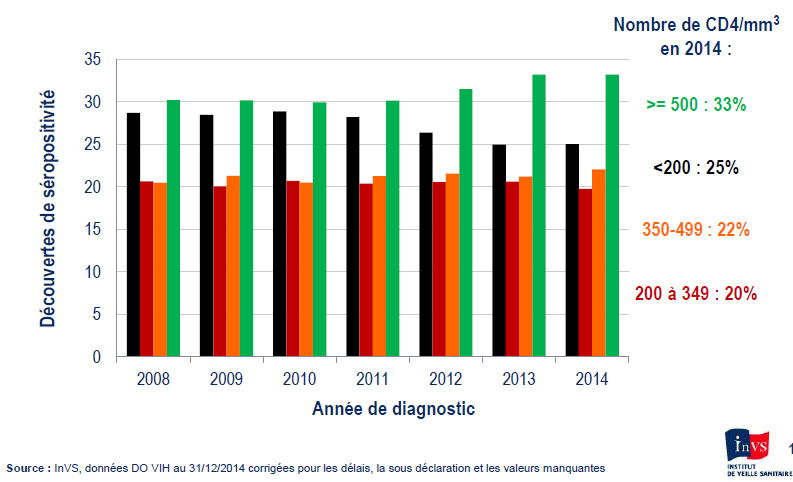 Nombre de CD4/mm³
en 2014 :
>= 500 : 33%
<200 : 25%
350-499 : 22%
200 à 349 : 20%
Découvertes de séropositivité
35
30
25
20
15
10
5
0
2008 2009 2010 2011 2012 2013 2014
Année de diagnostic
InVS
INSTITUT
DE VEILLE SANITAIRE
1
Source : InVS, données DO VIH au 31/12/2014 corrigées pour les délais, la sous déclaration et les valeurs manquantes